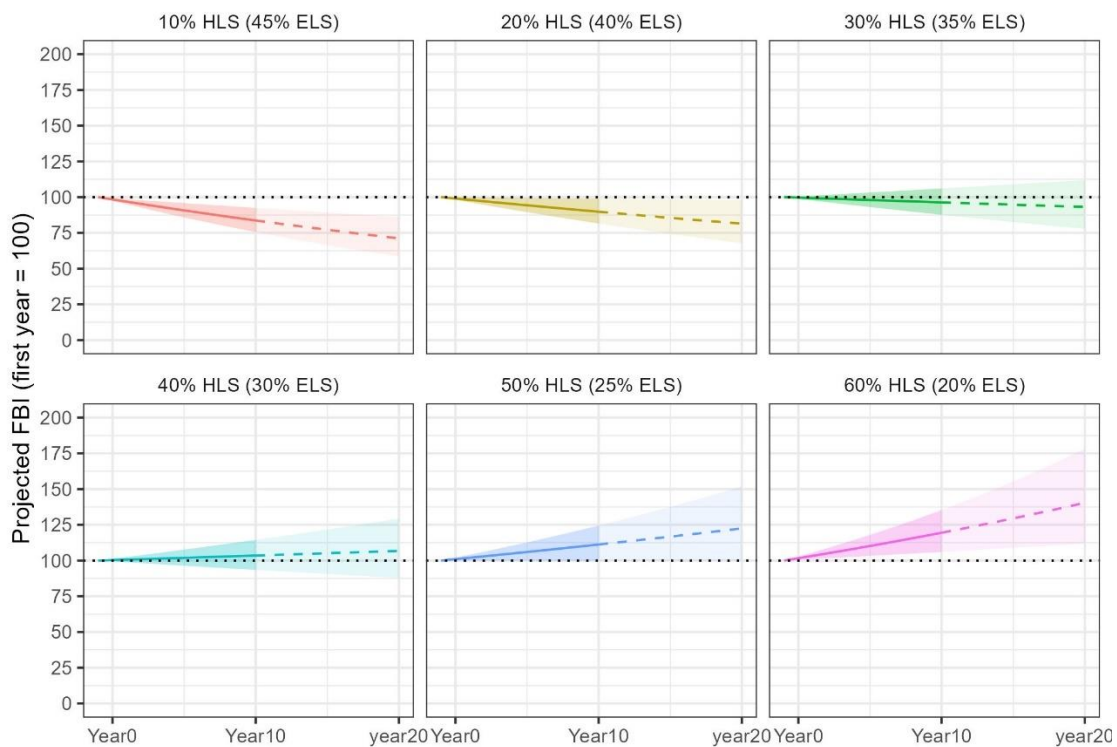 10% HLS (45% ELS)
20% HLS (40% ELS)
30% HLS (35% ELS)
200
175
150
125
100
75
50
25
0
Projected FBI (first year = 100)
40% HLS (30% ELS)
50% HLS (25% ELS)
60% HLS (20% ELS)
200
175
150
125
100
75
50
25
0
Year0 Year10 year20 Year0 Year10 year20 Year0 Year10 year20